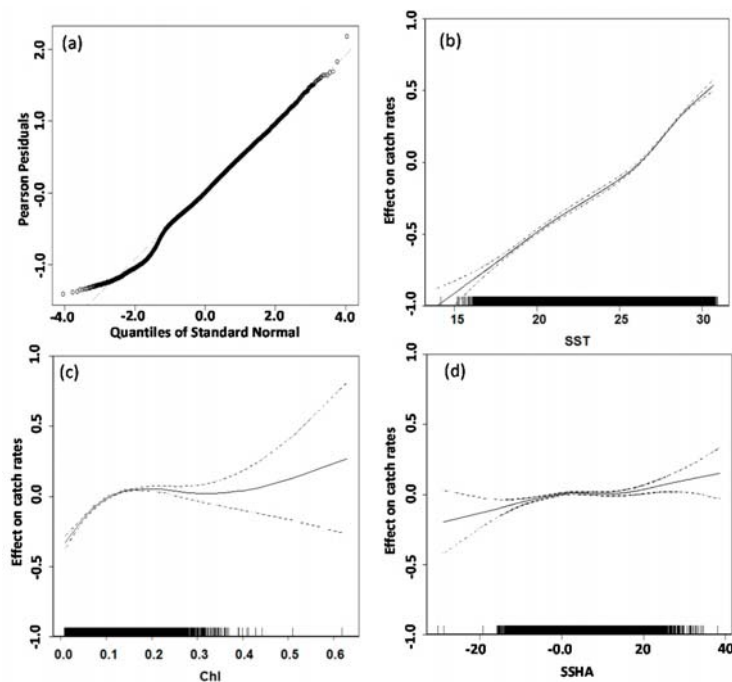 (a)
Pearson Pesiduals
2.0
1.0
-0.0
-1.0
-4.0 -2.0 0.0 2.0 4.0
Quantiles of Standard Normal
(b)
Effect on catch rates
1.0
0.5
0.0
-0.5
-1.0
15 20 25 30
SST
(c)
Effect on catch rates
1.0
0.5
0.0
-0.5
-1.0
0.0 0.1 0.2 0.3 0.4 0.5 0.6
Chl
(d)
Effect on catch rates
1.0
0.5
0.0
-0.5
-1.0
-20 -0.0 20 40
SSHA